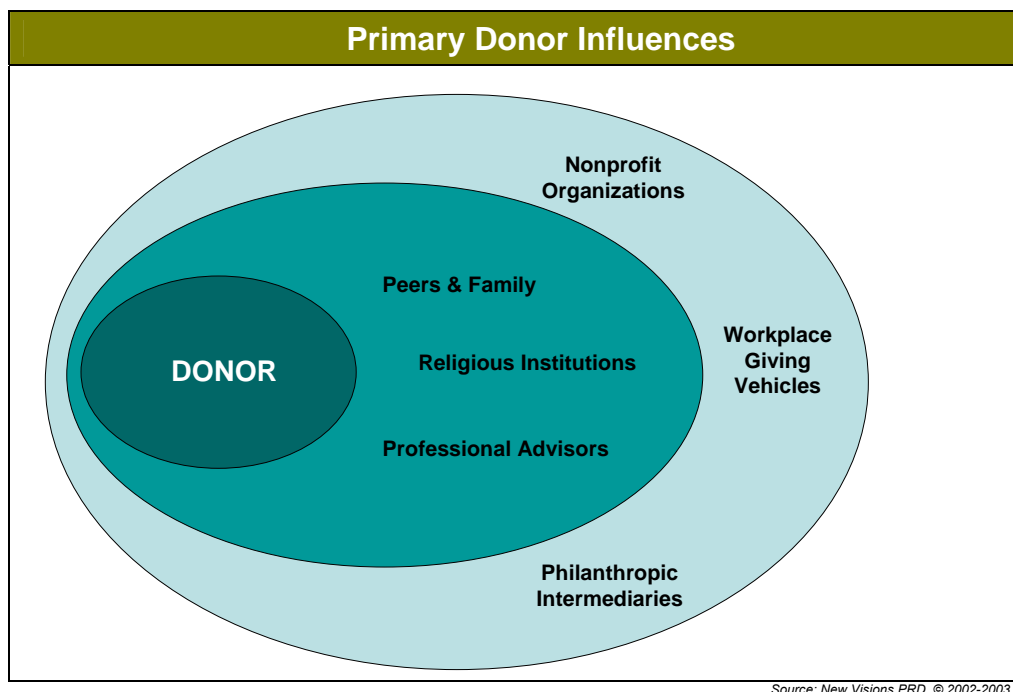 Primary Donor Influences
Nonprofit
Organizations
Peers & Family
Workplace
Giving
Vehicles
Religious Institutions
DONOR
Professional Advisors
Philanthropic
Intermediaries
Source: New Visions PRD, © 2002-2003